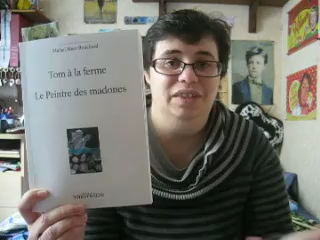 Michel Marc Bouchard
Tom à la ferme
Le Peintre des madones